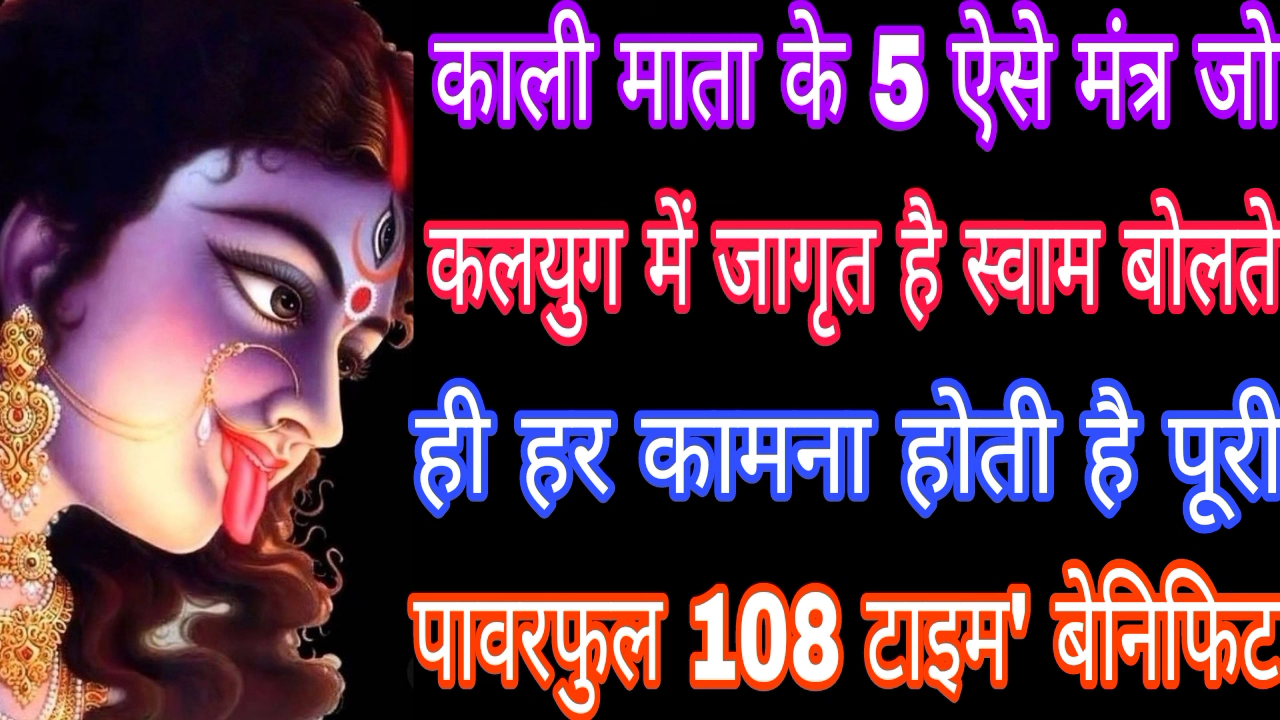 काली माता के 5 ऐसे मंत्र जो
कलयुग में जागृत है स्वाम बोलते
ही हर कामना होती है पूरी
पावरफुल 108 टाइम' बेनिफिट